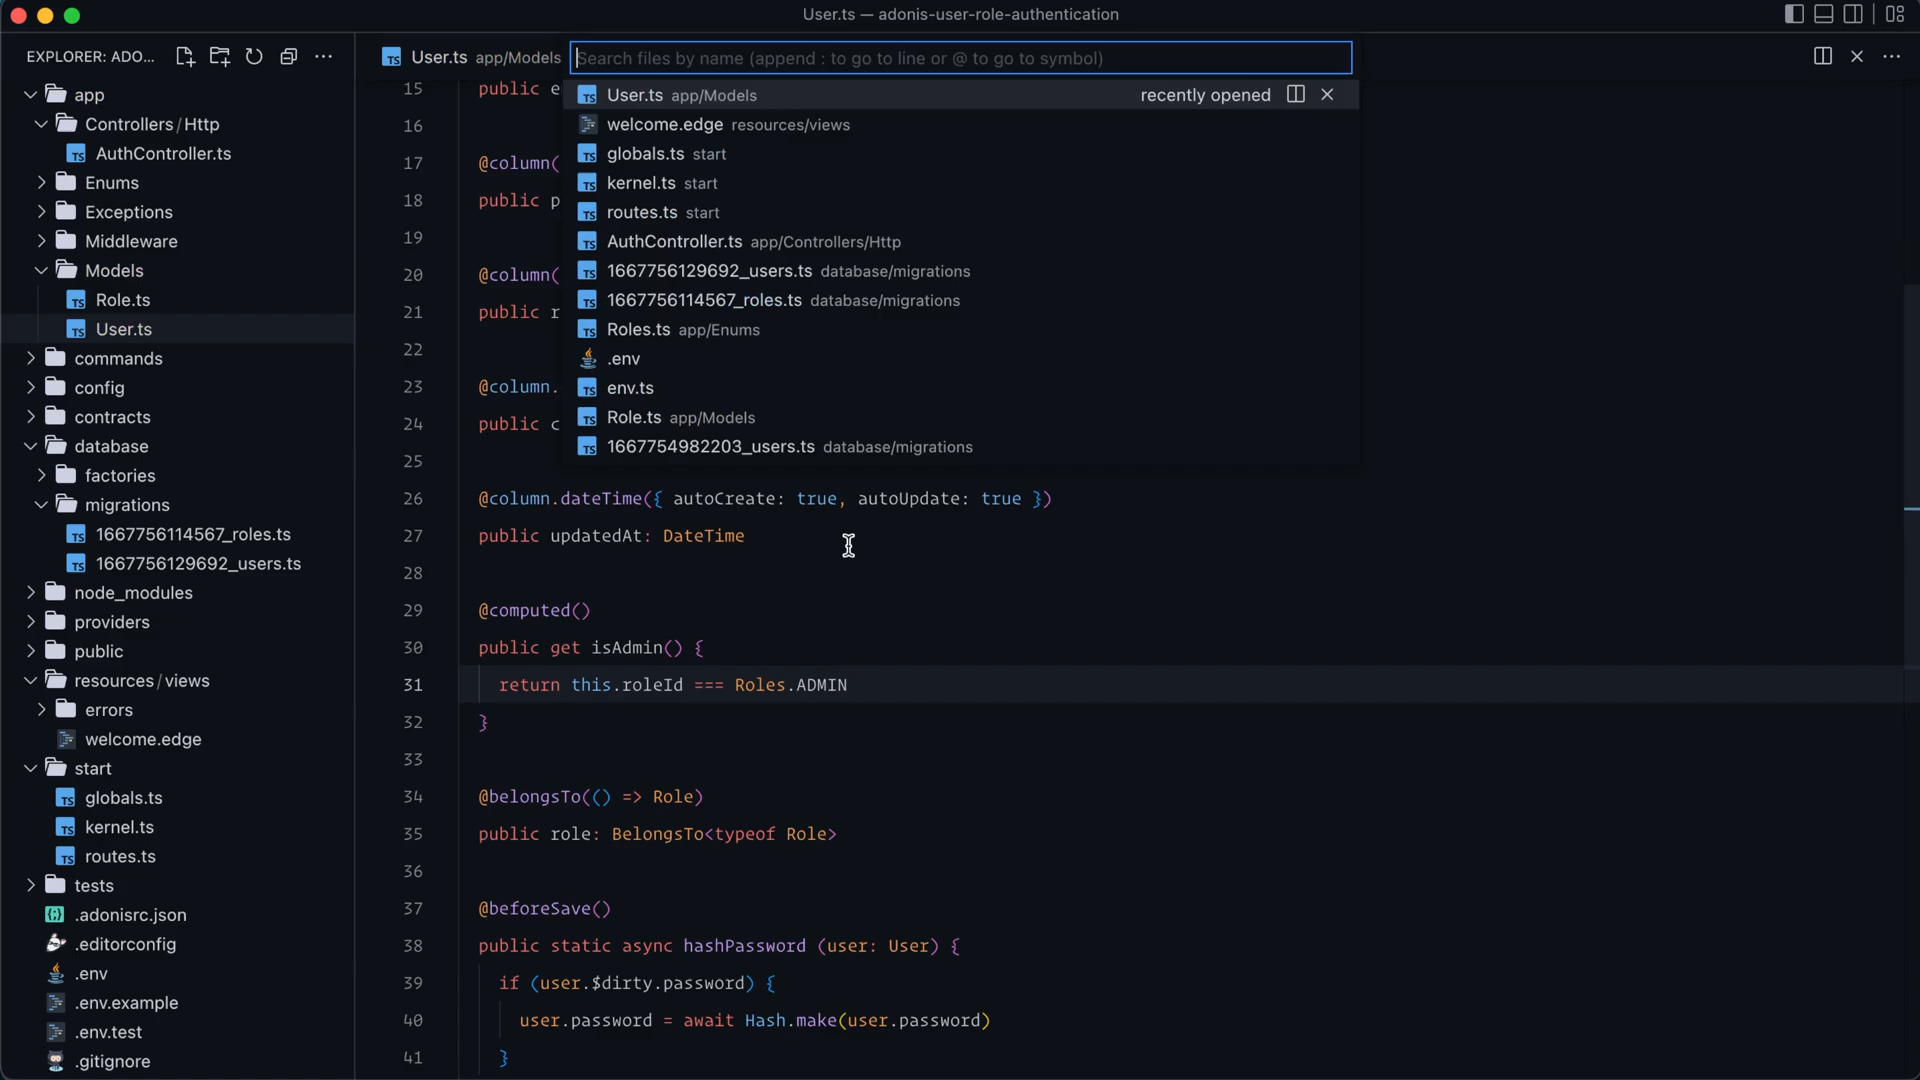 User.ts — adonis-user-role-authentication
EXPLORER: ADO...
app
Controllers/Http
AuthController.ts
Enums
Exceptions
Middleware
Models
Role.ts
User.ts
commands
config
contracts
database
factories
migrations
1667756114567_roles.ts
1667756129692_users.ts
node_modules
providers
public
resources/views
errors
welcome.edge
start
globals.ts
kernel.ts
routes.ts
tests
.adonisrc.json
.editorconfig
.env
.env.example
.env.test
.gitignore
User.ts app/Models
Search files by name (append : to go to line or @ to go to symbol)
User.ts app/Models recently opened
welcome.edge resources/views
globals.ts start
kernel.ts start
routes.ts start
AuthController.ts app/Controllers/Http
1667756129692_users.ts database/migrations
1667756114567_roles.ts database/migrations
Roles.ts app/Enums
.env
env.ts
Role.ts app/Models
1667754982203_users.ts database/migrations
15 public e
16
17 @column(
18 public p
19
20 @column(
21 public r
22
23 @column.
24 public c
25
26 @column.dateTime({ autoCreate: true, autoUpdate: true })
27 public updatedAt: DateTime
28
29 @computed()
30 public get isAdmin() {
31 return this.roleId === Roles.ADMIN
32 }
33
34 @belongsTo(() => Role)
35 public role: BelongsTo<typeof Role>
36
37 @beforeSave()
38 public static async hashPassword (user: User) {
39 if (user.$dirty.password) {
40 user.password = await Hash.make(user.password)
41 }